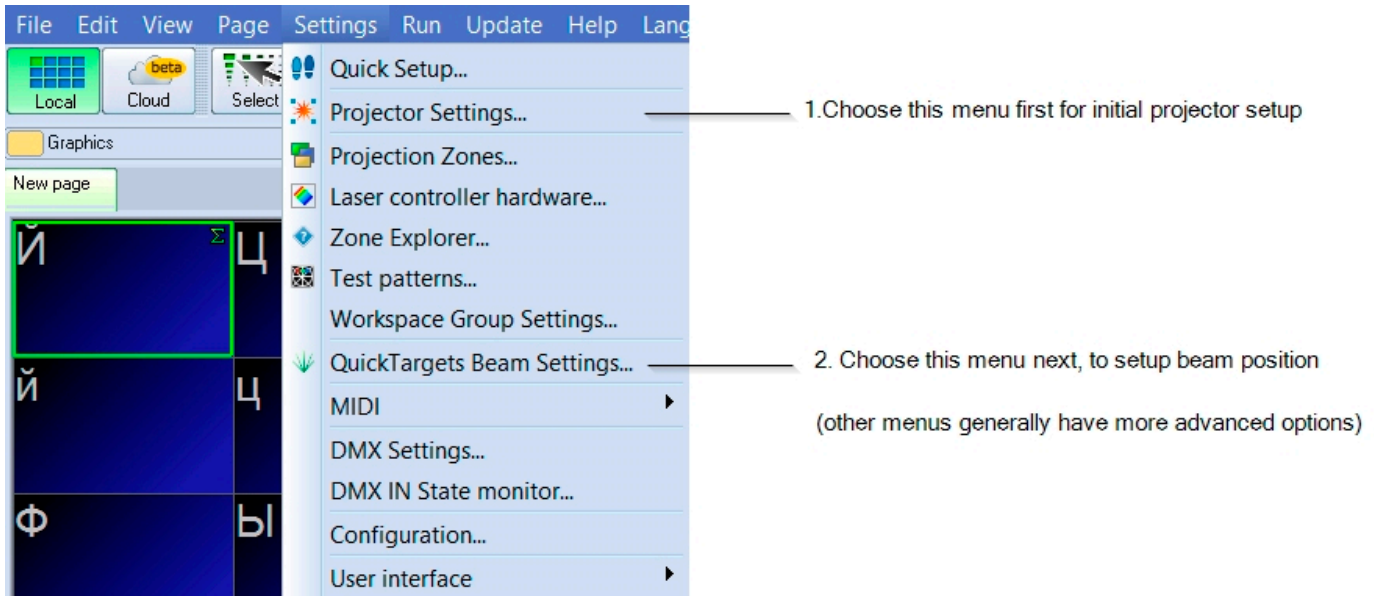 File Edit View Page Settings Run Update Help Lang
Local
beta
Cloud
Select
Graphics
New page
Й
Σ
Ц
й
ц
Ф
Ы
Quick Setup...
Projector Settings...
Projection Zones...
Laser controller hardware...
Zone Explorer...
Test patterns...
Workspace Group Settings...
QuickTargets Beam Settings...
MIDI
DMX Settings...
DMX IN State monitor...
Configuration...
User interface
1.Choose this menu first for initial projector setup
2. Choose this menu next, to setup beam position
(other menus generally have more advanced options)